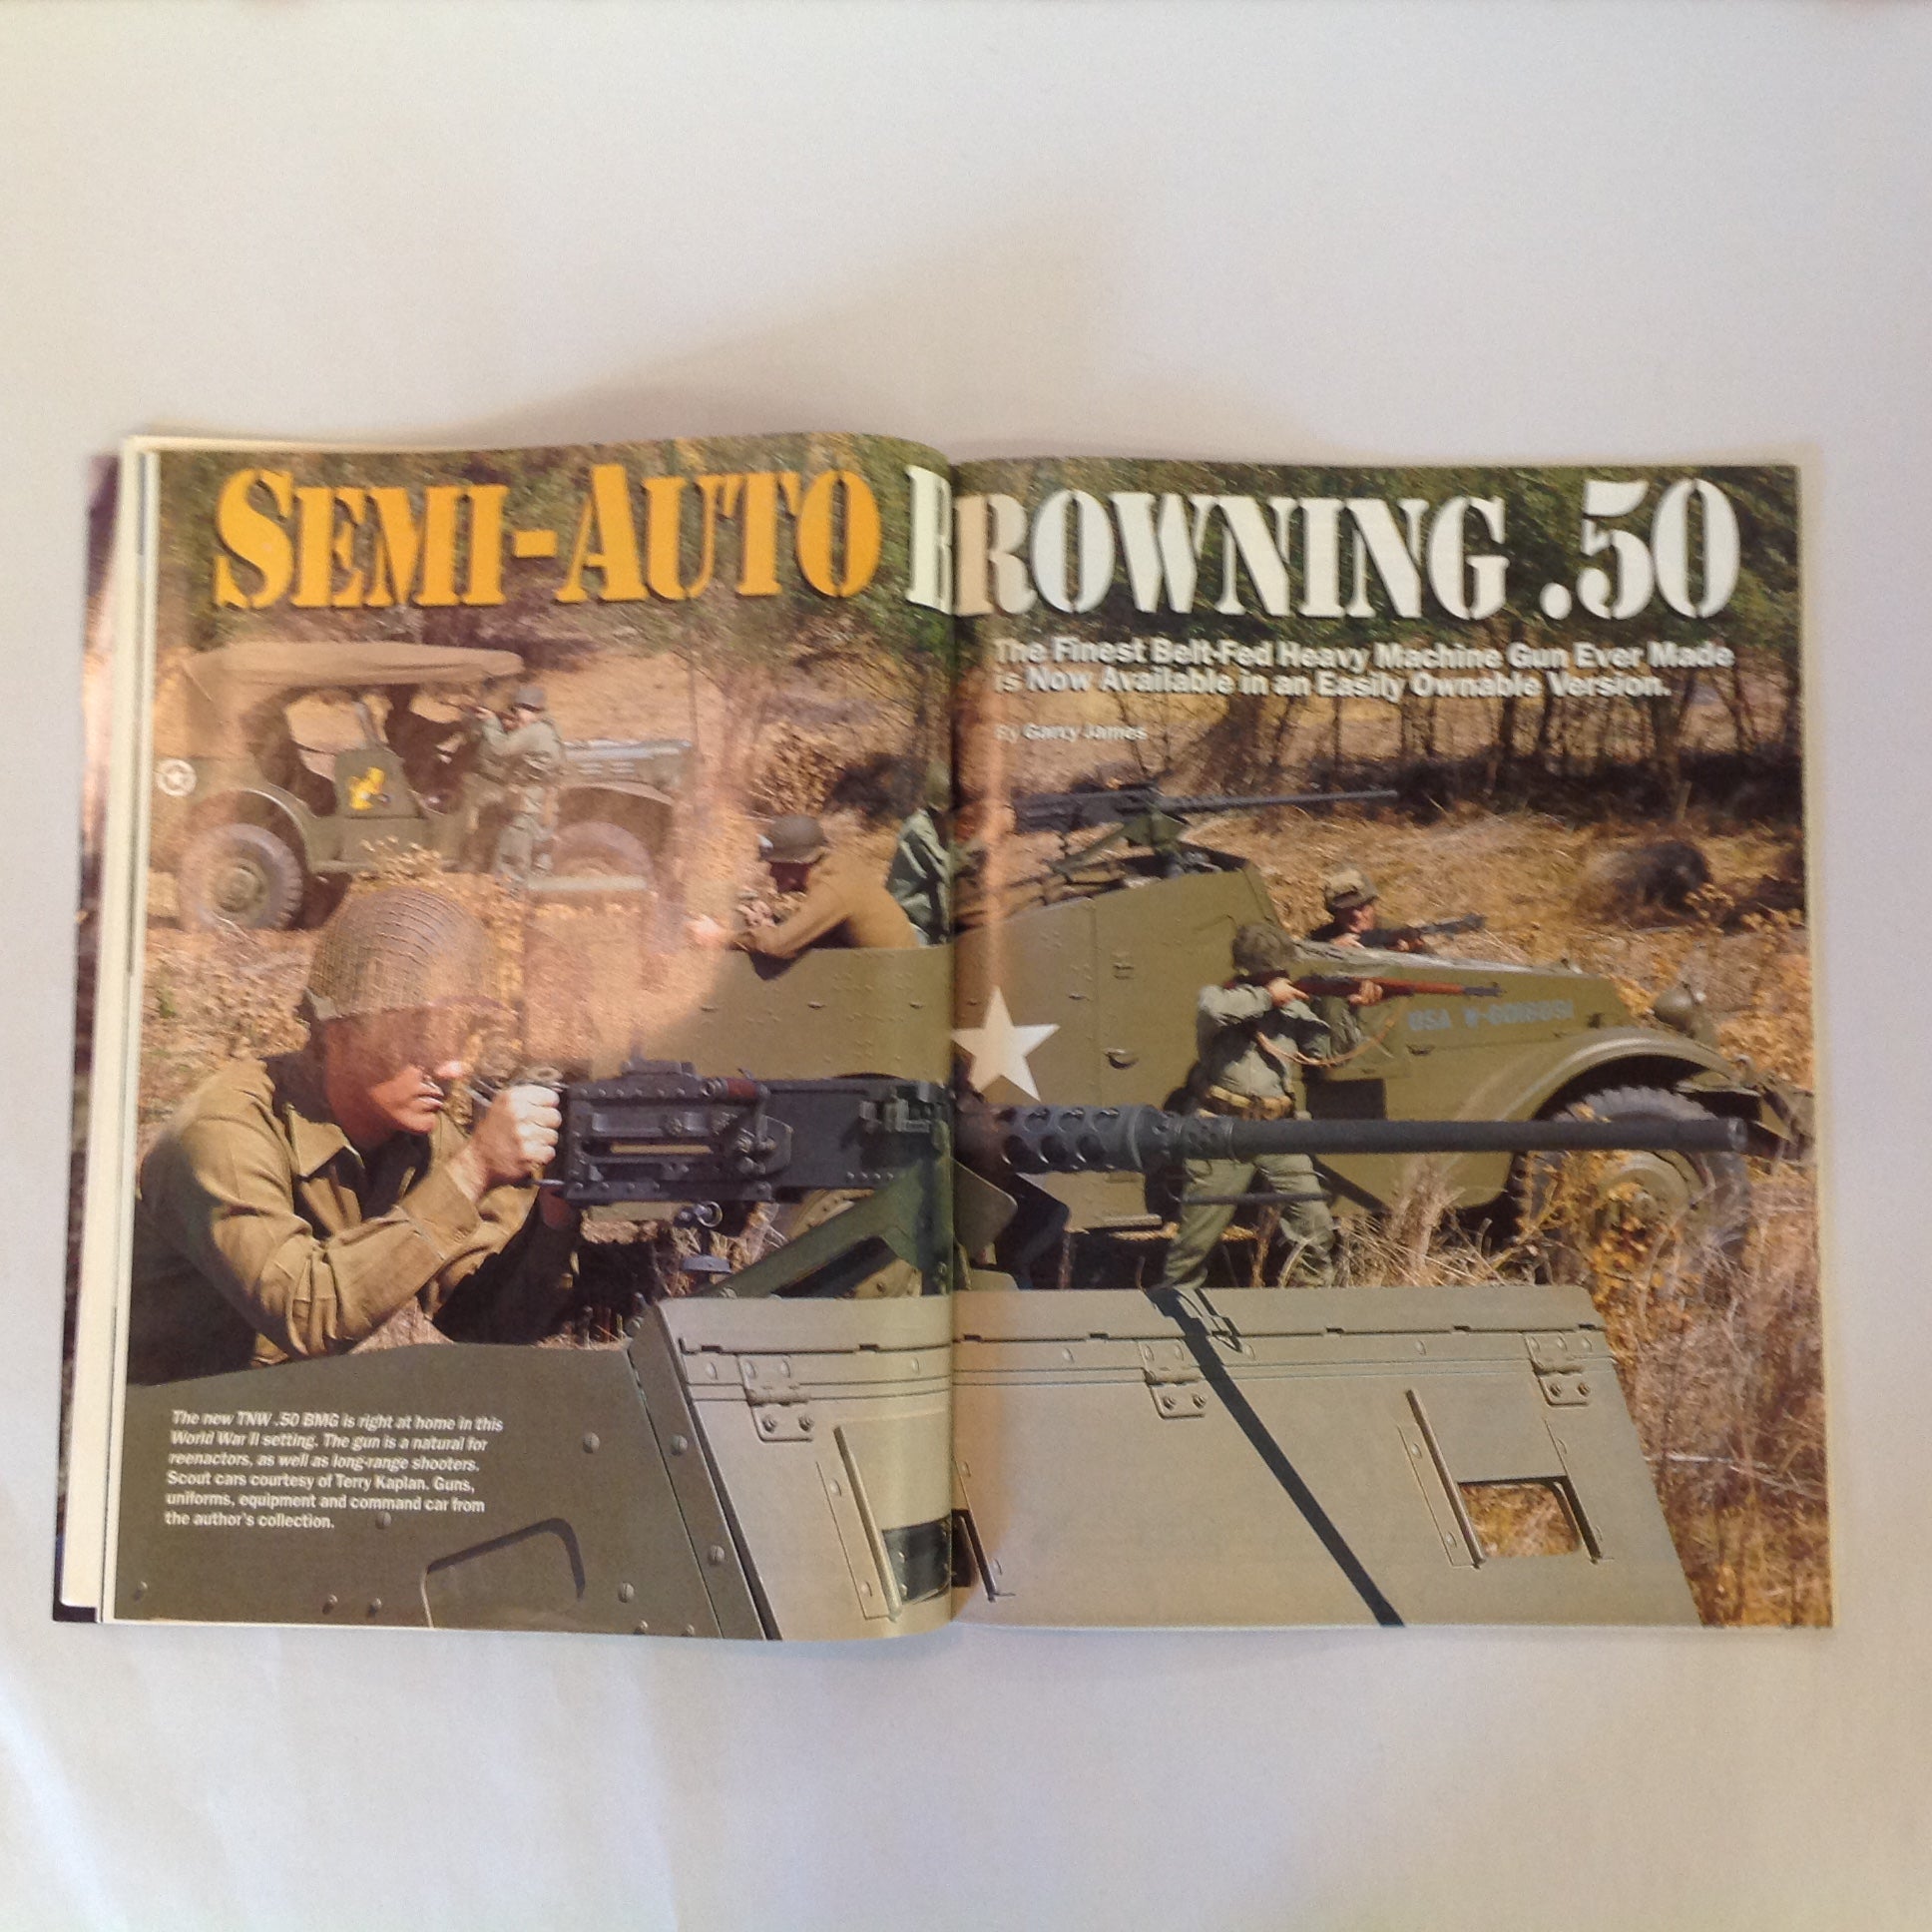 SEMI-AUTO BROWNING .50
The Finest Belt-Fed Heavy Machine Gun Ever Made
is Now Available in an Easily Ownable Version.
By Garry James
The new TNW .50 BMG is right at home in this
World War II setting. The gun is a natural for
reenactors, as well as long-range shooters.
Scout cars courtesy of Terry Kaplan. Guns,
uniforms, equipment and command car from
the author's collection.
USA